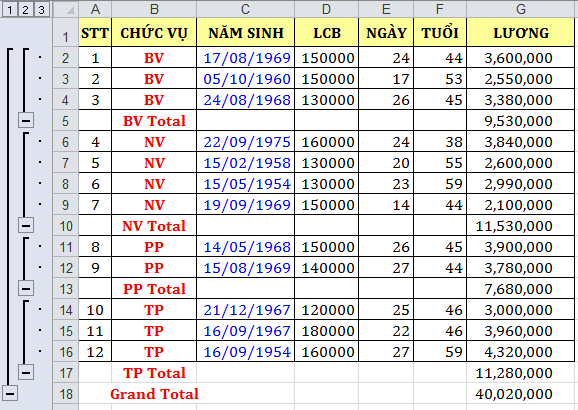 1 2 3 A B C D E F G
1 STT CHỨC VỤ NĂM SINH LCB NGÀY TUỔI LƯƠNG
2 1 BV 17/08/1969 150000 24 44 3,600,000
3 2 BV 05/10/1960 150000 17 53 2,550,000
4 3 BV 24/08/1968 130000 26 45 3,380,000
5 BV Total 9,530,000
6 4 NV 22/09/1975 160000 24 38 3,840,000
7 5 NV 15/02/1958 130000 20 55 2,600,000
8 6 NV 15/05/1954 130000 23 59 2,990,000
9 7 NV 19/09/1969 150000 14 44 2,100,000
10 NV Total 11,530,000
11 8 PP 14/05/1968 150000 26 45 3,900,000
12 9 PP 15/08/1969 140000 27 44 3,780,000
13 PP Total 7,680,000
14 10 TP 21/12/1967 120000 25 46 3,000,000
15 11 TP 16/09/1967 180000 22 46 3,960,000
16 12 TP 16/09/1954 160000 27 59 4,320,000
17 TP Total 11,280,000
18 Grand Total 40,020,000